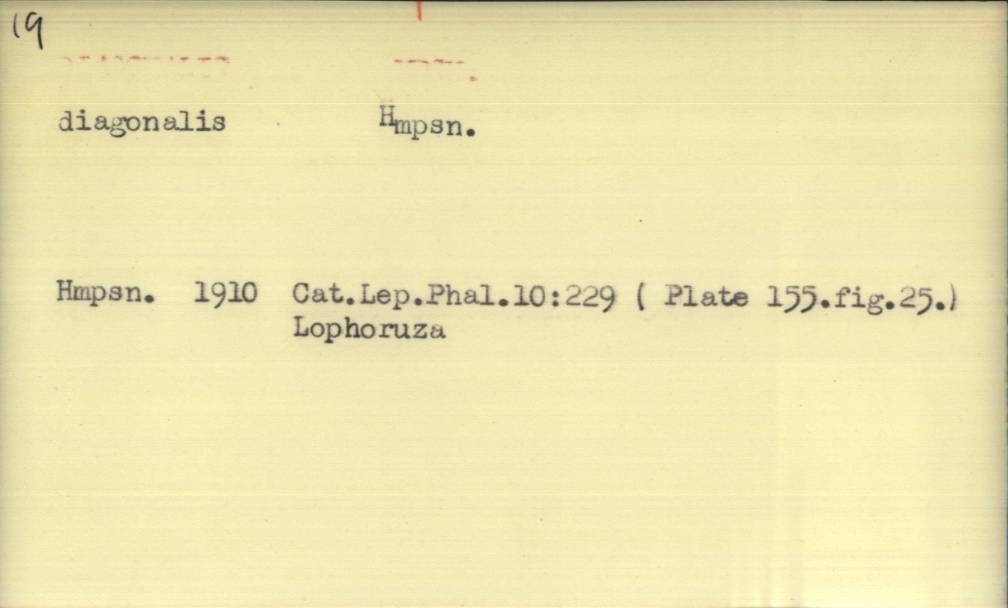 19
diagonalis Hmpsn.
Hmpsn. 1910 Cat.Lep.Phal.10:229 ( Plate 155.fig.25.)
Lophoruza